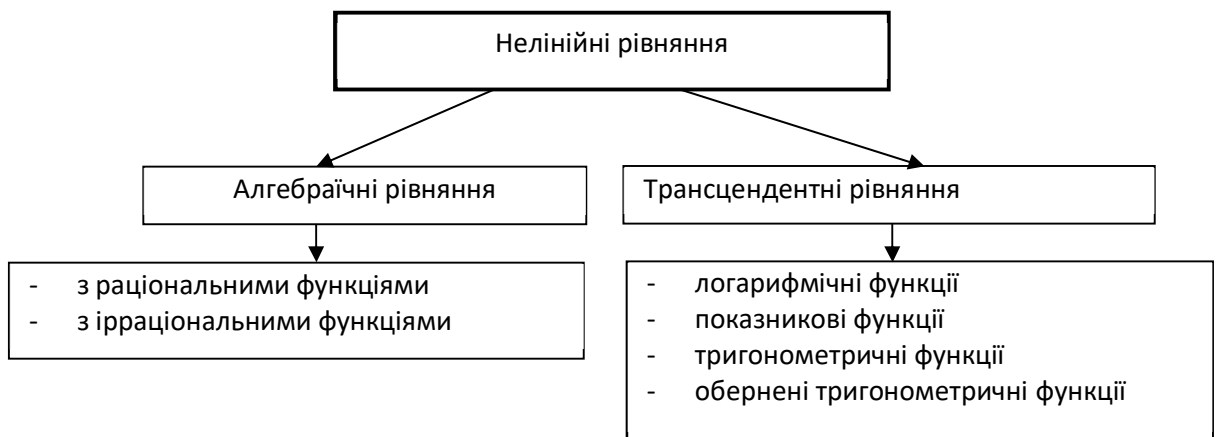 Нелінійні рівняння
Алгебраїчні рівняння
Трансцендентні рівняння
- з раціональними функціями
- з ірраціональними функціями
- логарифмічні функції
- показникові функції
- тригонометричні функції
- обернені тригонометричні функції